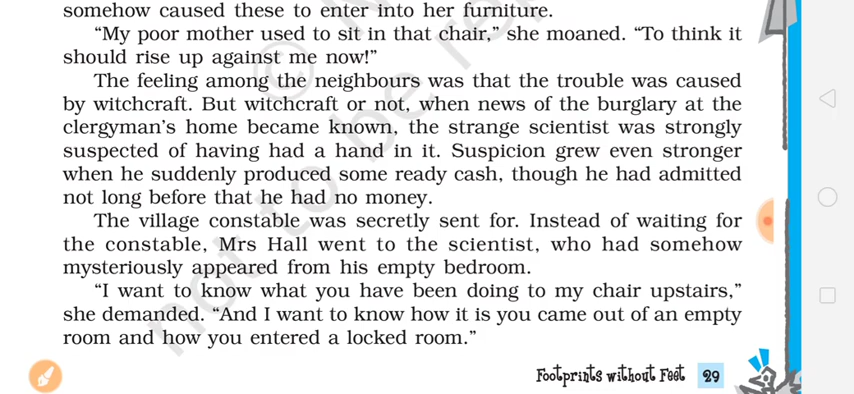 somehow caused these to enter into her furniture.
“My poor mother used to sit in that chair,” she moaned. “To think it
should rise up against me now!”
The feeling among the neighbours was that the trouble was caused
by witchcraft. But witchcraft or not, when news of the burglary at the
clergyman’s home became known, the strange scientist was strongly
suspected of having had a hand in it. Suspicion grew even stronger
when he suddenly produced some ready cash, though he had admitted
not long before that he had no money.
The village constable was secretly sent for. Instead of waiting for
the constable, Mrs Hall went to the scientist, who had somehow
mysteriously appeared from his empty bedroom.
“I want to know what you have been doing to my chair upstairs,”
she demanded. “And I want to know how it is you came out of an empty
room and how you entered a locked room.”
Footprints without Feet 29
not to be rep
©